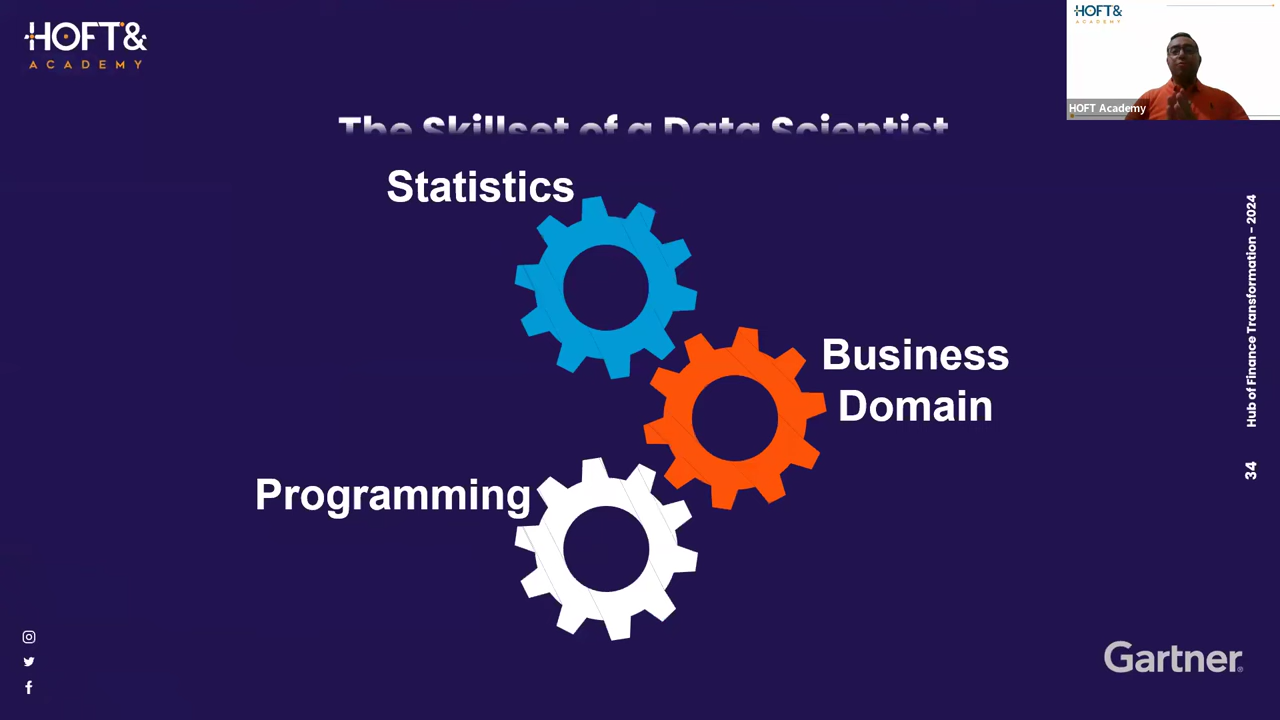 HOFT&
ACADEMY
HOFT&
ACADEMY
HOFT Academy
The Skillset of a Data Scientist
Statistics
Business
Domain
Programming
Hub of Finance Transformation – 2024
34
Gartner®